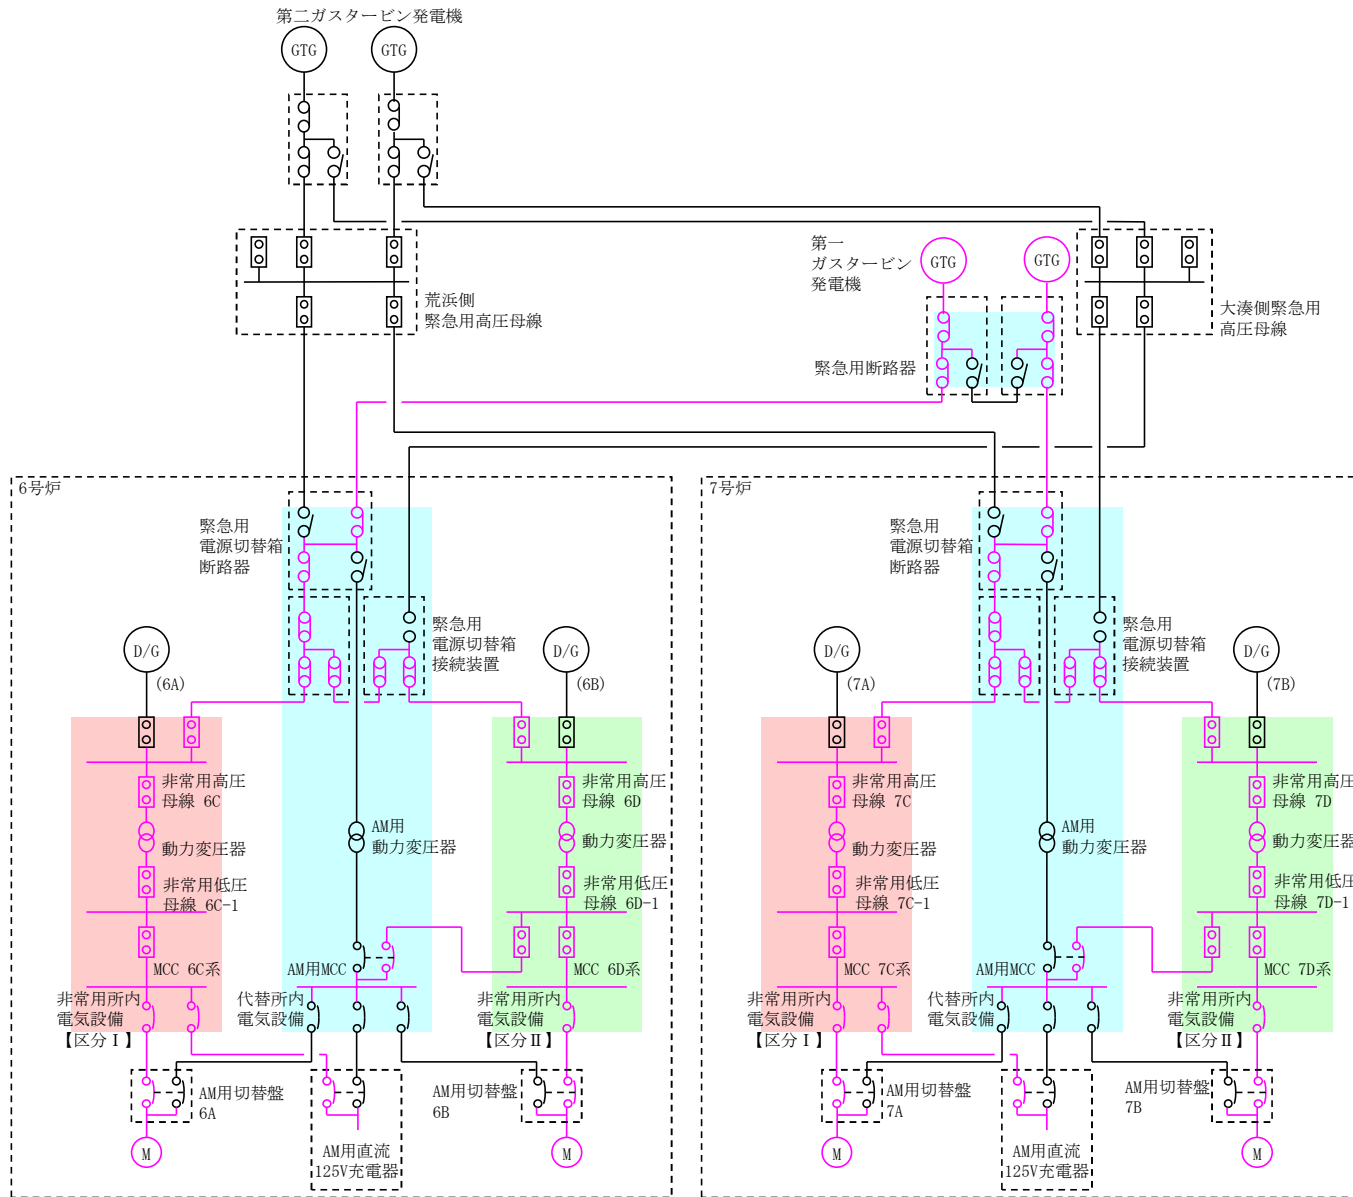 第二ガスタービン発電機
GTG
GTG
第一
ガスタービン
発電機
GTG
GTG
荒浜側
緊急用高圧母線
大湊側緊急用
高圧母線
緊急用断路器
6号炉
緊急用
電源切替箱
断路器
緊急用
電源切替箱
接続装置
D/G
(6A)
D/G
(6B)
非常用高圧
母線 6C
AM用
動力変圧器
非常用高圧
母線 6D
動力変圧器
動力変圧器
非常用低圧
母線 6C-1
非常用低圧
母線 6D-1
MCC 6C系
AM用MCC
MCC 6D系
非常用所内
電気設備
【区分Ⅰ】
代替所内
電気設備
非常用所内
電気設備
【区分Ⅱ】
AM用切替盤
6A
AM用切替盤
6B
M
AM用直流
125V充電器
M
7号炉
緊急用
電源切替箱
断路器
緊急用
電源切替箱
接続装置
D/G
(7A)
D/G
(7B)
非常用高圧
母線 7C
AM用
動力変圧器
非常用高圧
母線 7D
動力変圧器
動力変圧器
非常用低圧
母線 7C-1
非常用低圧
母線 7D-1
MCC 7C系
AM用MCC
MCC 7D系
非常用所内
電気設備
【区分Ⅰ】
代替所内
電気設備
非常用所内
電気設備
【区分Ⅱ】
AM用切替盤
7A
AM用切替盤
7B
M
AM用直流
125V充電器
M